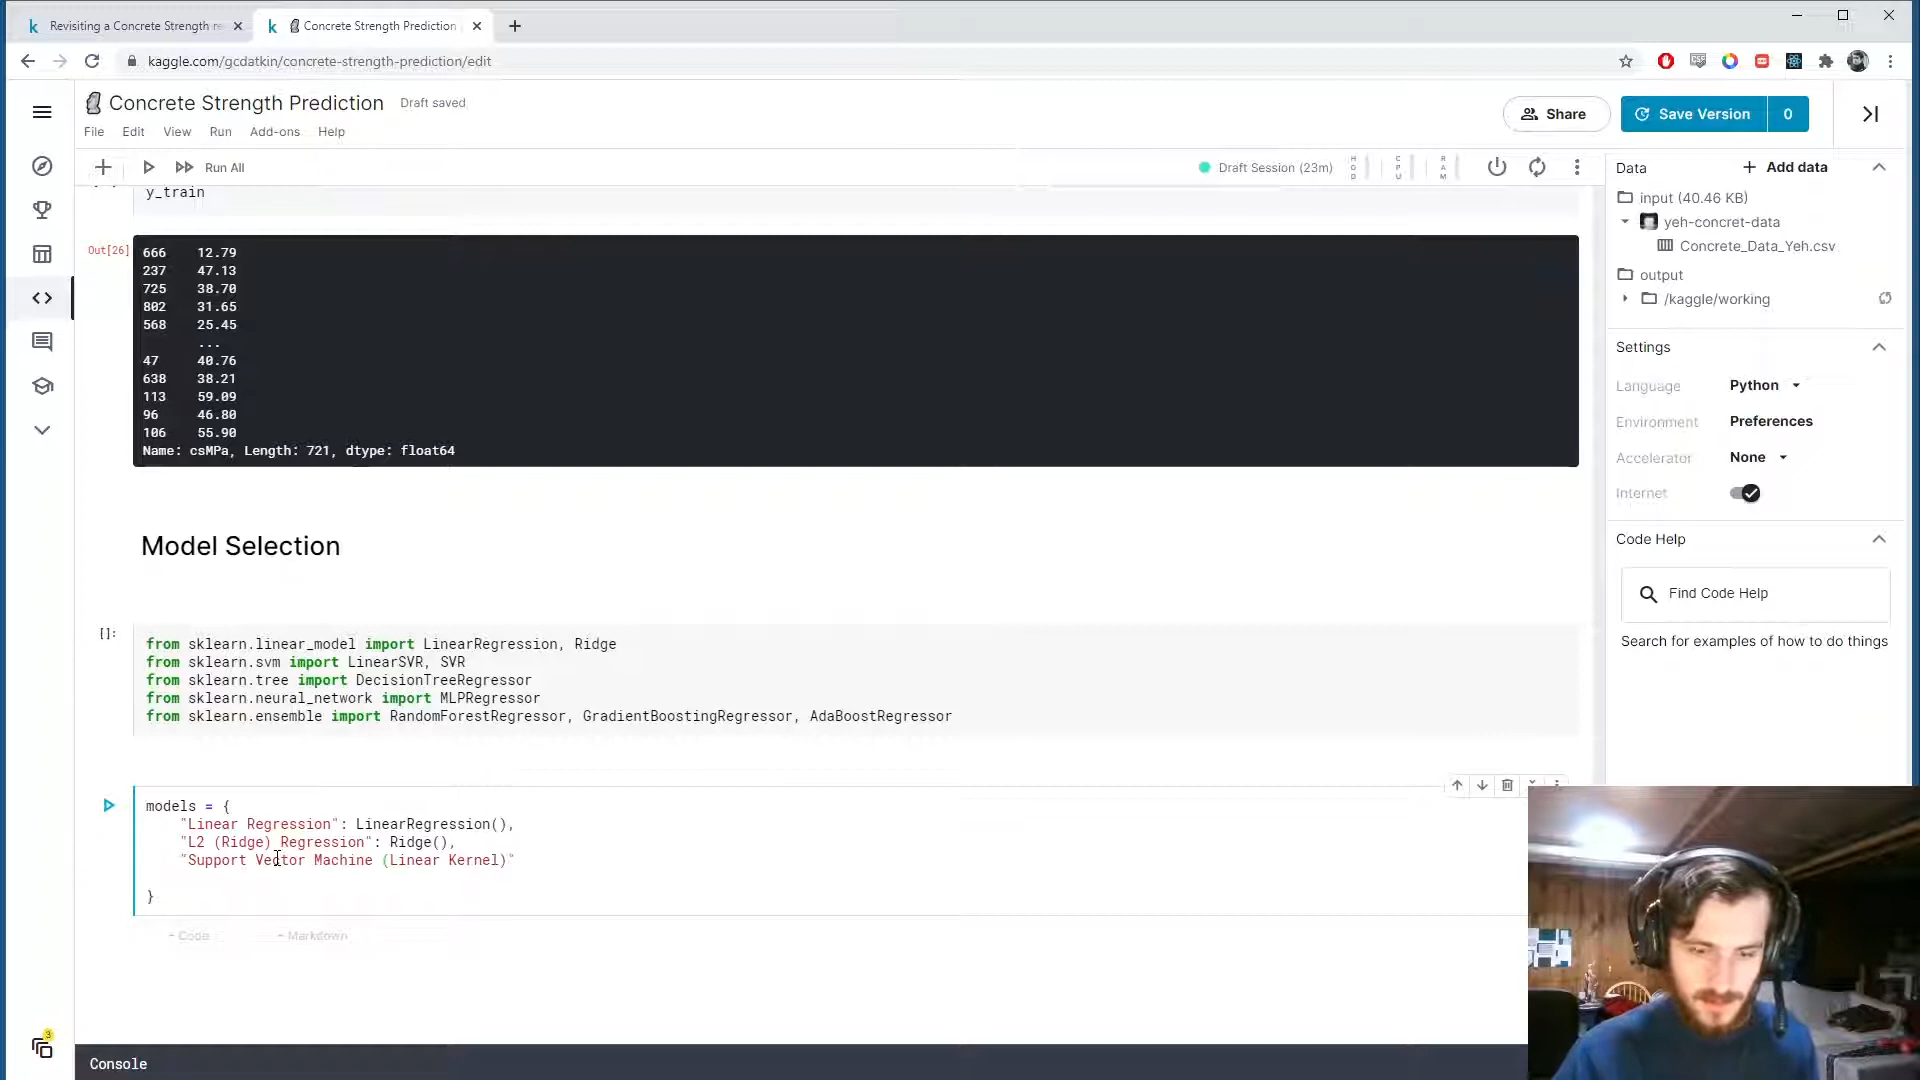 Revisiting a Concrete Strength re
Concrete Strength Prediction
kaggle.com/gcdatkin/concrete-strength-prediction/edit
Concrete Strength Prediction
Draft saved
File Edit View Run Add-ons Help
Share
Save Version
0
Run All
Draft Session (23m)
HDD
CPU
RAM
y_train
Out[26]
666 12.79
237 47.13
725 38.70
802 31.65
568 25.45
...
47 40.76
638 38.21
113 59.09
96 46.80
106 55.90
Name: csMPa, Length: 721, dtype: float64
Model Selection
[]:
from sklearn.linear_model import LinearRegression, Ridge
from sklearn.svm import LinearSVR, SVR
from sklearn.tree import DecisionTreeRegressor
from sklearn.neural_network import MLPRegressor
from sklearn.ensemble import RandomForestRegressor, GradientBoostingRegressor, AdaBoostRegressor
models = {
"Linear Regression": LinearRegression(),
"L2 (Ridge) Regression": Ridge(),
"Support Vector Machine (Linear Kernel)"
}
+ Code
+ Markdown
Console
3
Data
+ Add data
input (40.46 KB)
yeh-concret-data
Concrete_Data_Yeh.csv
output
/kaggle/working
Settings
Language Python
Environment Preferences
Accelerator None
Internet
Code Help
Find Code Help
Search for examples of how to do things